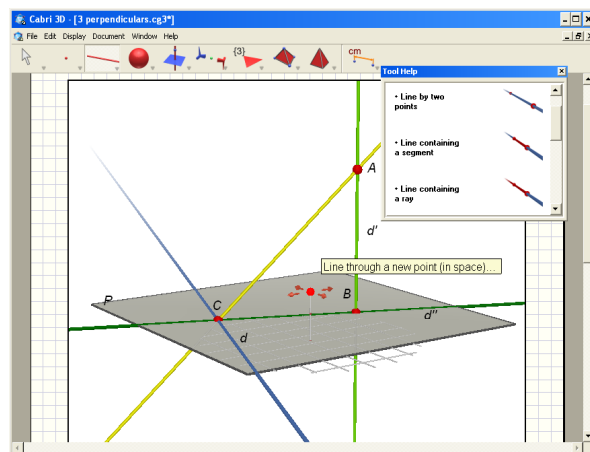 Cabri 3D - [3 perpendiculars.cg3*]
File Edit Display Document Window Help
{3}
cm
Tool Help
• Line by two
points
• Line containing
a segment
• Line containing
a ray
A
d'
Line through a new point (in space)...
P
C
B
d
d''